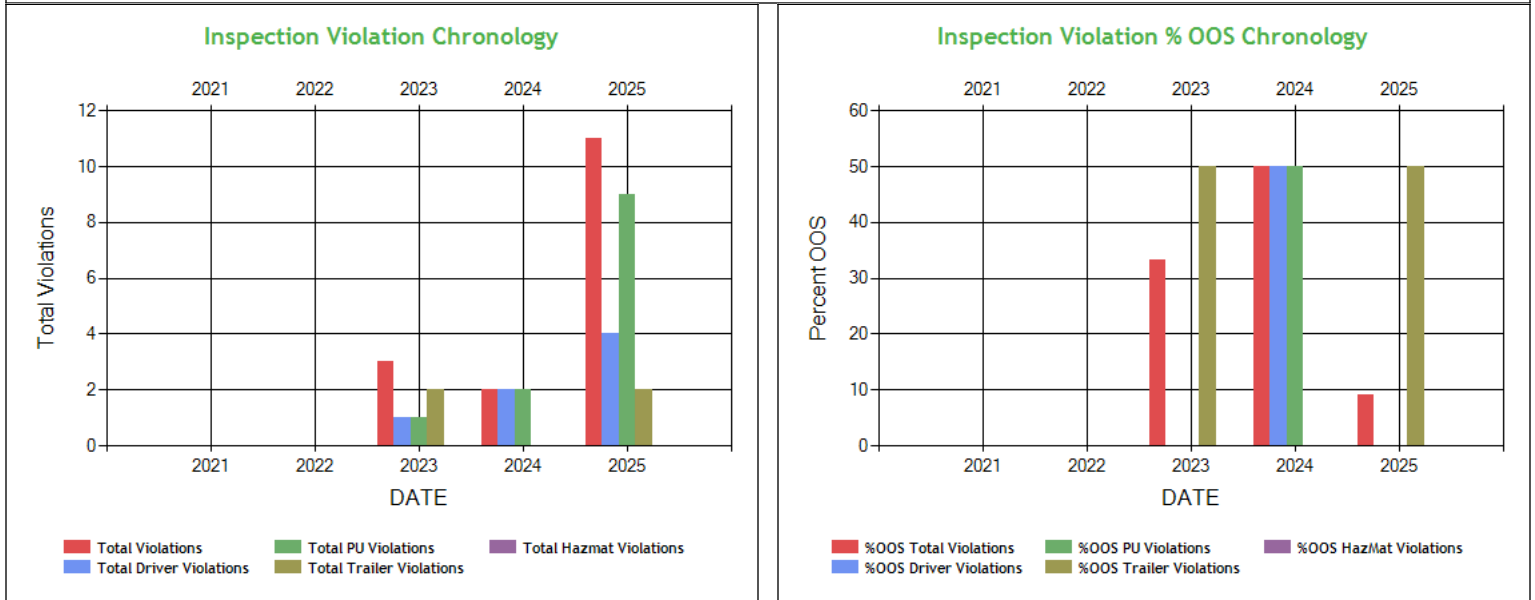 Inspection Violation Chronology
2021 2022 2023 2024 2025
12
10
8
6
4
2
0
Total Violations
2021 2022 2023 2024 2025
DATE
Total Violations Total PU Violations Total Hazmat Violations
Total Driver Violations Total Trailer Violations
Inspection Violation % OOS Chronology
2021 2022 2023 2024 2025
60
50
40
30
20
10
0
Percent OOS
2021 2022 2023 2024 2025
DATE
%OOS Total Violations %OOS PU Violations %OOS HazMat Violations
%OOS Driver Violations %OOS Trailer Violations